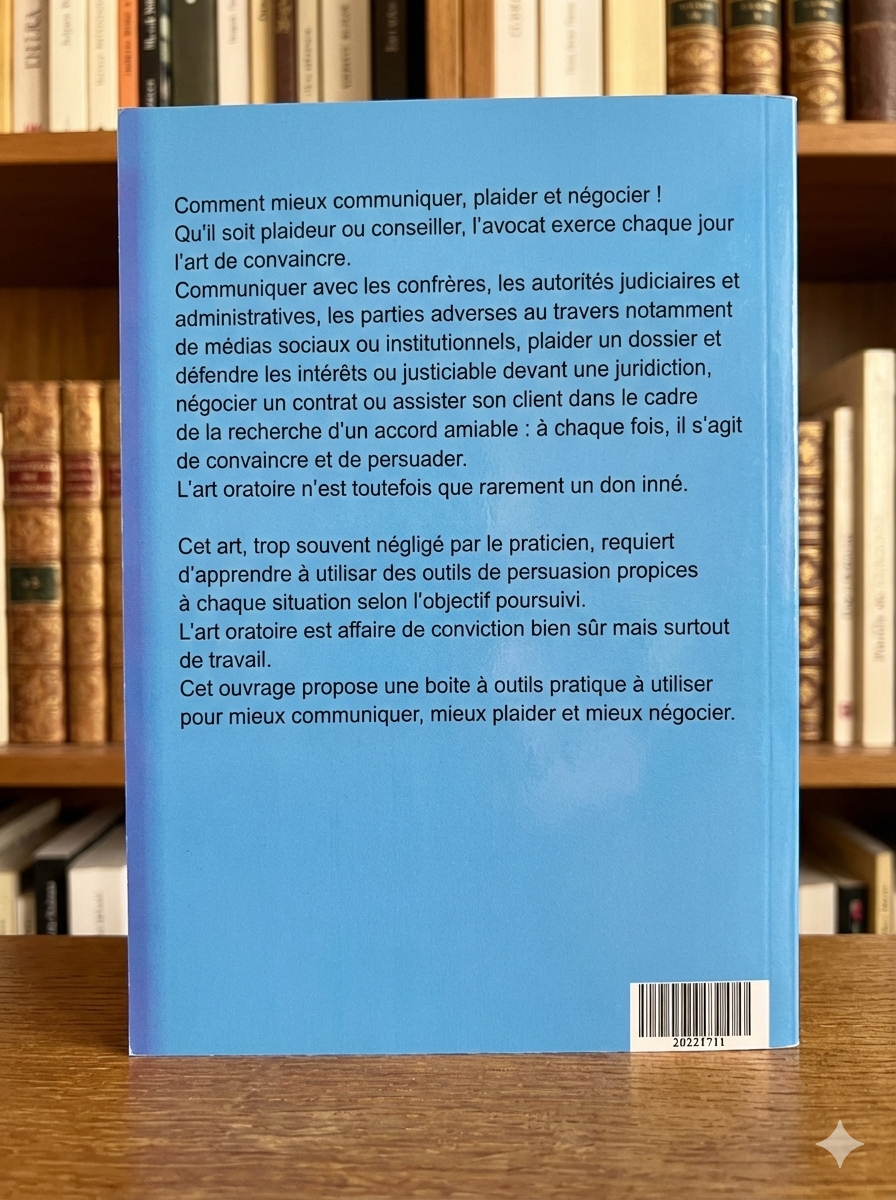 Comment mieux communiquer, plaider et négocier !
Qu'il soit plaideur ou conseiller, l'avocat exerce chaque jour
l'art de convaincre.
Communiquer avec les confrères, les autorités judiciaires et
administratives, les parties adverses au travers notamment
de médias sociaux ou institutionnels, plaider un dossier et
défendre les intérêts ou justiciable devant une juridiction,
négocier un contrat ou assister son client dans le cadre
de la recherche d'un accord amiable : à chaque fois, il s'agit
de convaincre et de persuader.
L'art oratoire n'est toutefois que rarement un don inné.
Cet art, trop souvent négligé par le praticien, requiert
d'apprendre à utilisar des outils de persuasion propices
à chaque situation selon l'objectif poursuivi.
L'art oratoire est affaire de conviction bien sûr mais surtout
de travail.
Cet ouvrage propose une boite à outils pratique à utiliser
pour mieux communiquer, mieux plaider et mieux négocier.
20221711